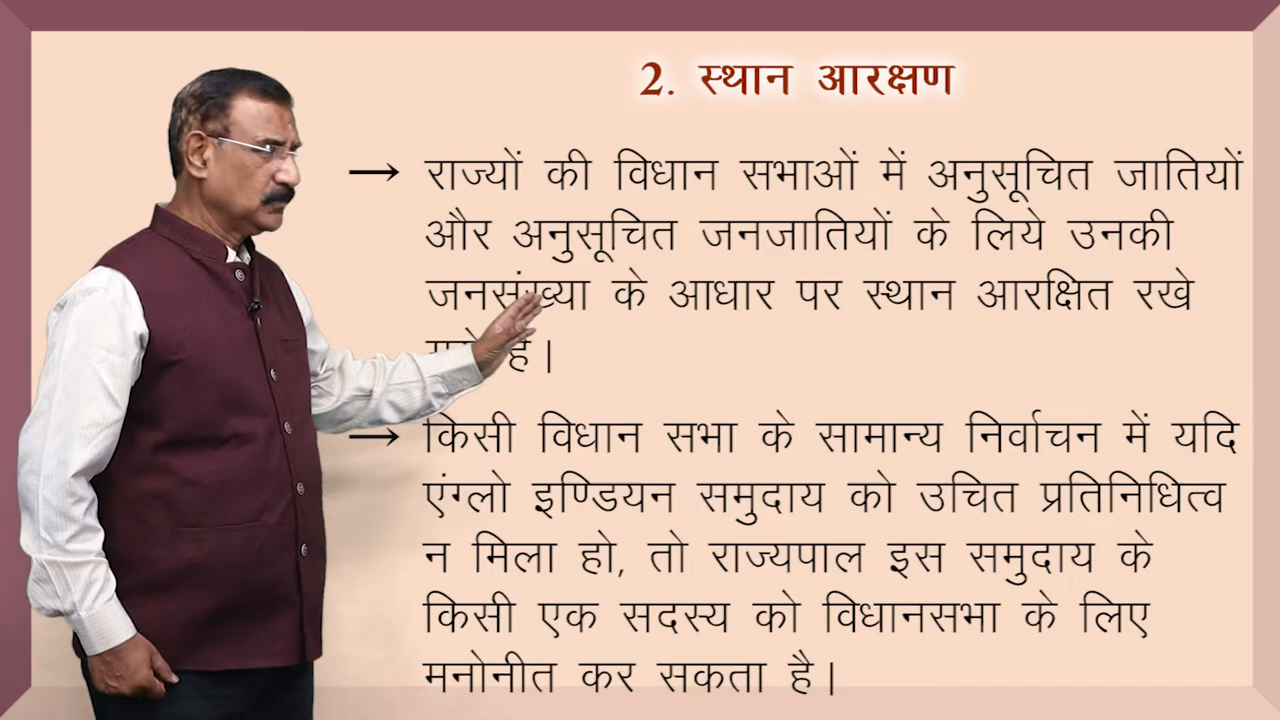 2. स्थान आरक्षण
→ राज्यों की विधान सभाओं में अनुसूचित जातियों
और अनुसूचित जनजातियों के लिये उनकी
जनसंख्या के आधार पर स्थान आरक्षित रखे
है।
→ किसी विधान सभा के सामान्य निर्वाचन में यदि
एंग्लो इण्डियन समुदाय को उचित प्रतिनिधित्व
न मिला हो, तो राज्यपाल इस समुदाय के
किसी एक सदस्य को विधानसभा के लिए
मनोनीत कर सकता है।